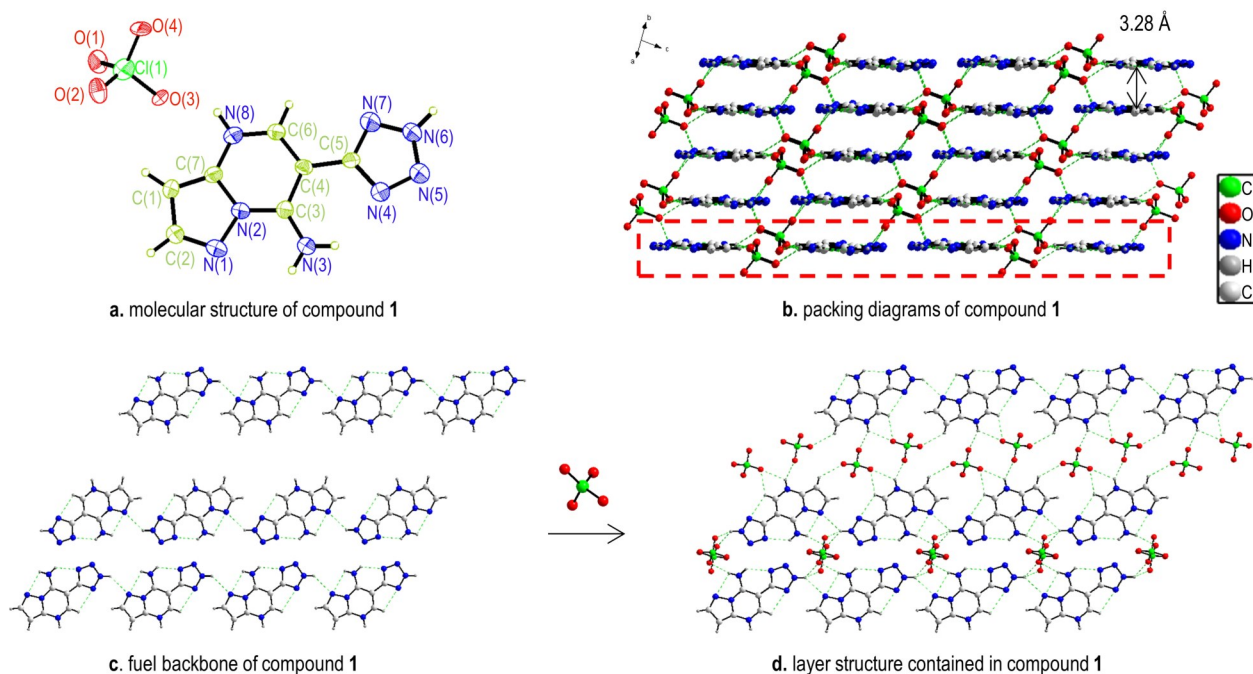 O(4)
O(1)
Cl(1)
O(2)
O(3)
N(8)
C(6)
N(7)
N(6)
C(5)
C(7)
C(4)
N(5)
C(1)
N(4)
C(3)
N(2)
C(2)
N(1)
N(3)
a. molecular structure of compound 1
b
c
a
3.28 Å
C
O
N
H
C
b. packing diagrams of compound 1
c. fuel backbone of compound 1
d. layer structure contained in compound 1